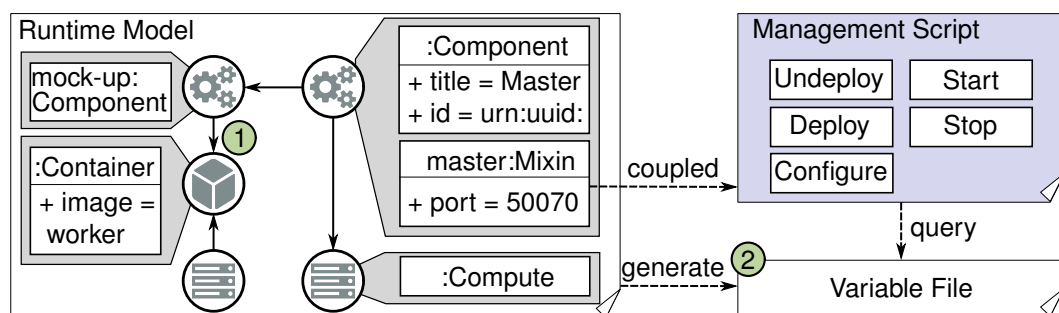 Runtime Model
mock-up:
Component
1
:Container
+ image =
worker
:Component
+ title = Master
+ id = urn:uuid:
master:Mixin
+ port = 50070
:Compute
coupled
generate
2
Management Script
Undeploy
Start
Deploy
Stop
Configure
query
Variable File